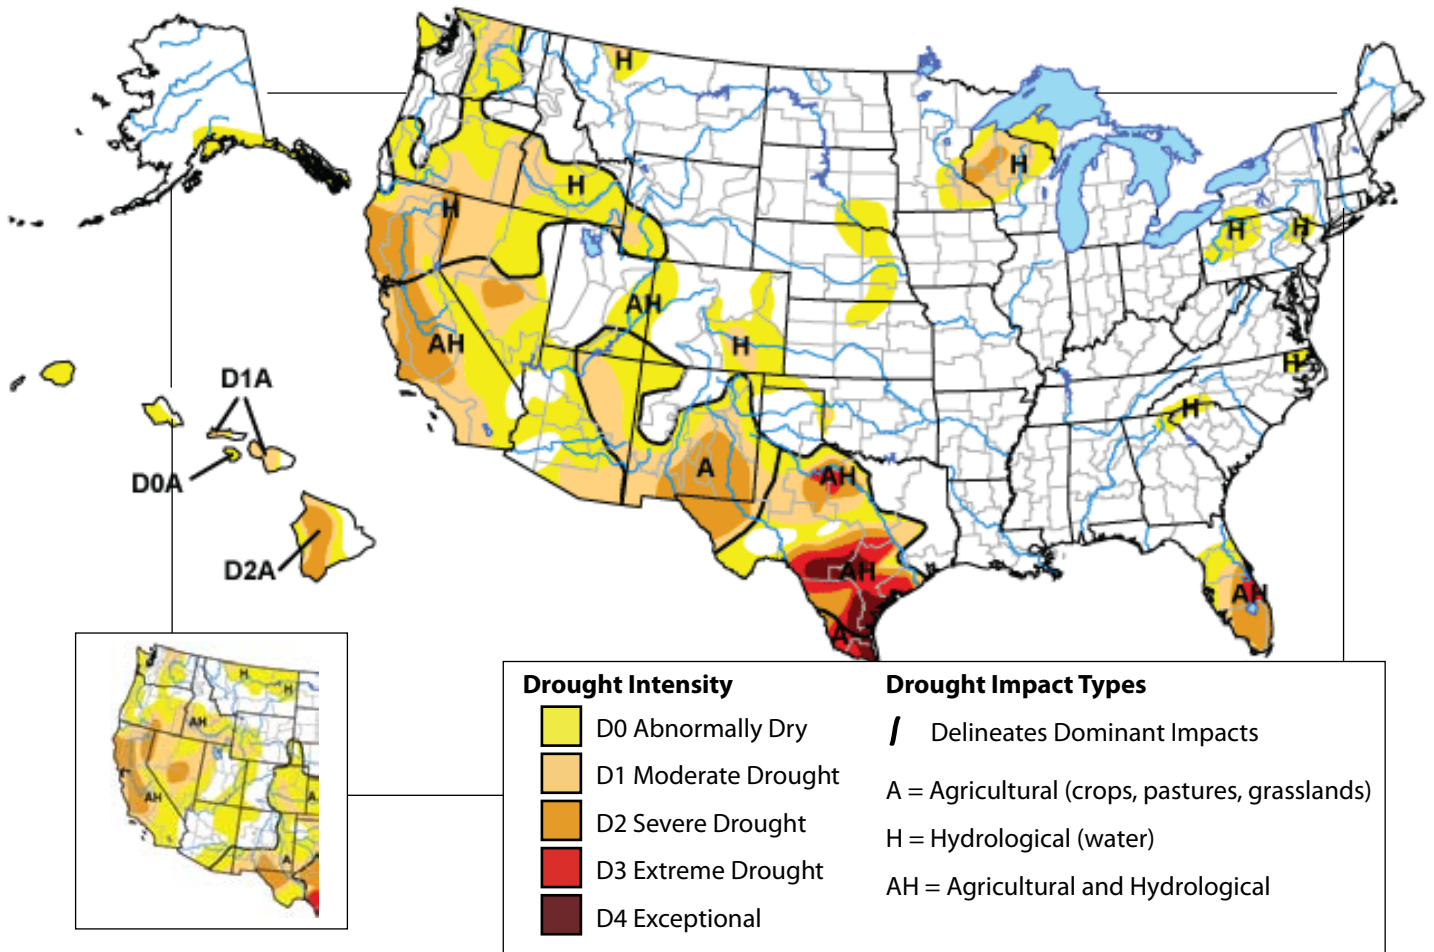 H
H
H
H
H
H
H
AH
AH
H
H
H
A
AH
AH
AH
A
D1A
D0A
D2A
H
H
AH
AH
A
A
Drought Intensity
D0 Abnormally Dry
D1 Moderate Drought
D2 Severe Drought
D3 Extreme Drought
D4 Exceptional
Drought Impact Types
Delineates Dominant Impacts
A = Agricultural (crops, pastures, grasslands)
H = Hydrological (water)
AH = Agricultural and Hydrological